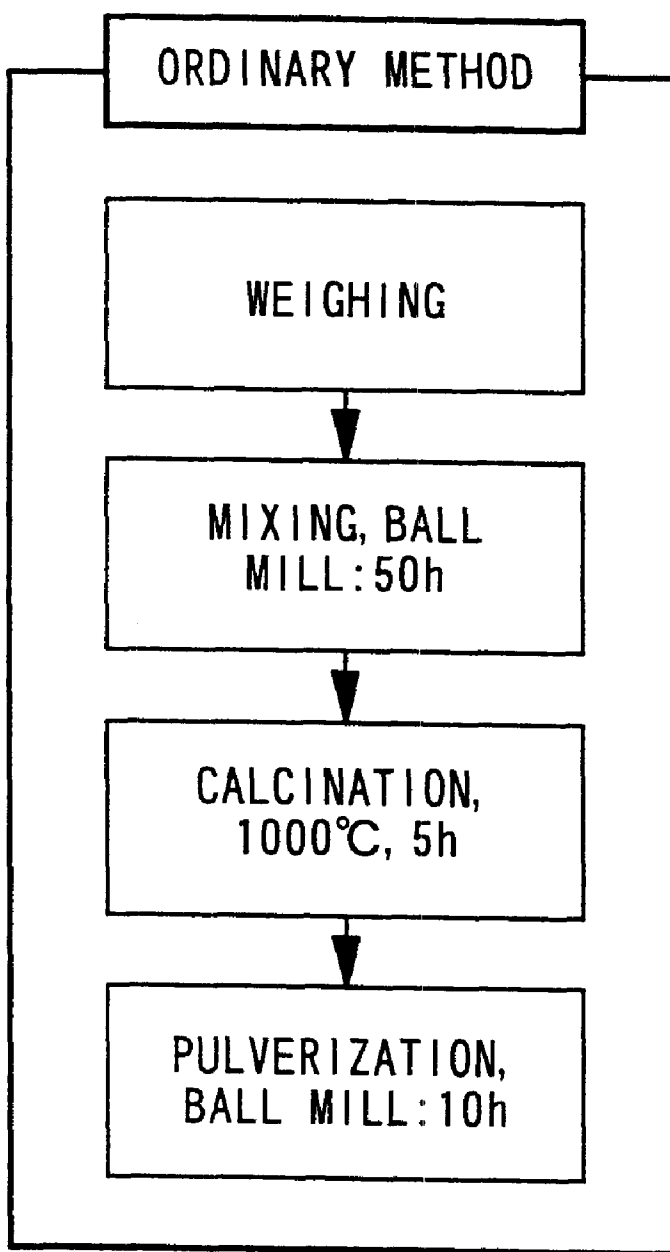 ORDINARY METHOD
WEIGHING
MIXING, BALL
MILL:50h
CALCINATION,
1000℃, 5h
PULVERIZATION,
BALL MILL:10h